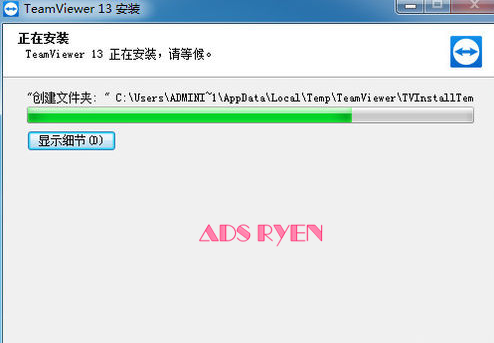 TeamViewer 13 安装
正在安装
TeamViewer 13 正在安装，请等候。
“创建文件夹：” C:\Users\ADMINI~1\AppData\Local\Temp\TeamViewer\TVInstallTem
显示细节(D)
ADS RYEN